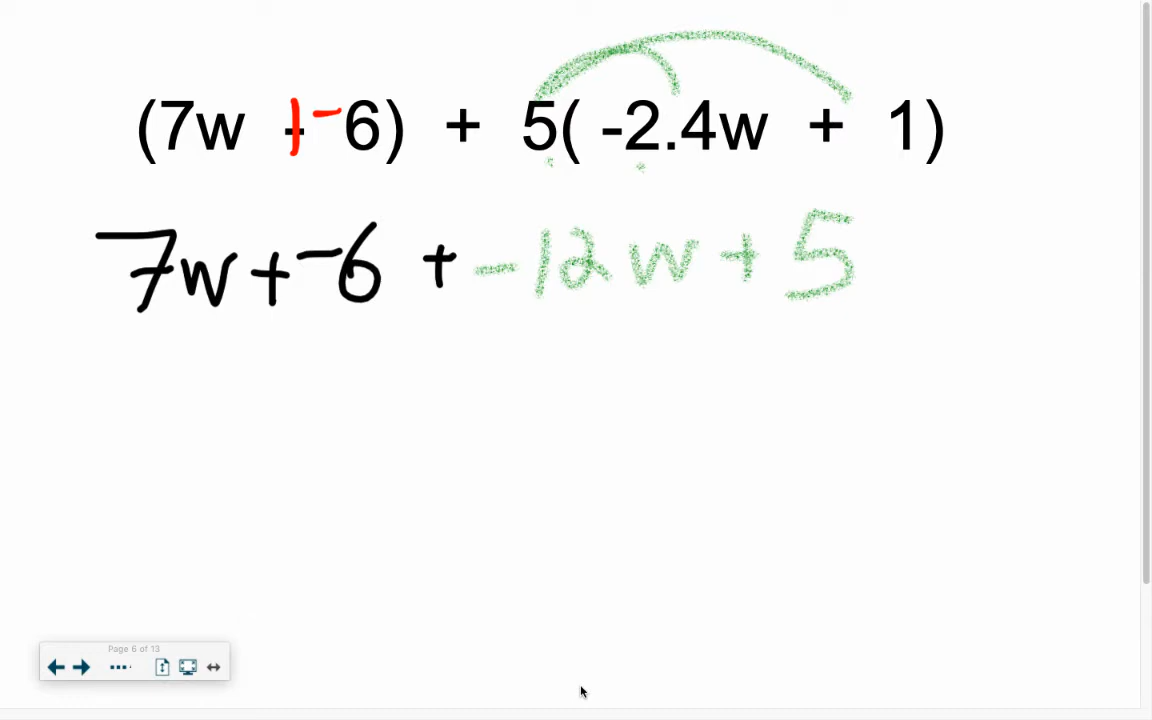 (7w +-6) + 5( -2.4w + 1)
7w + -6 + -12w + 5
Page 6 of 13